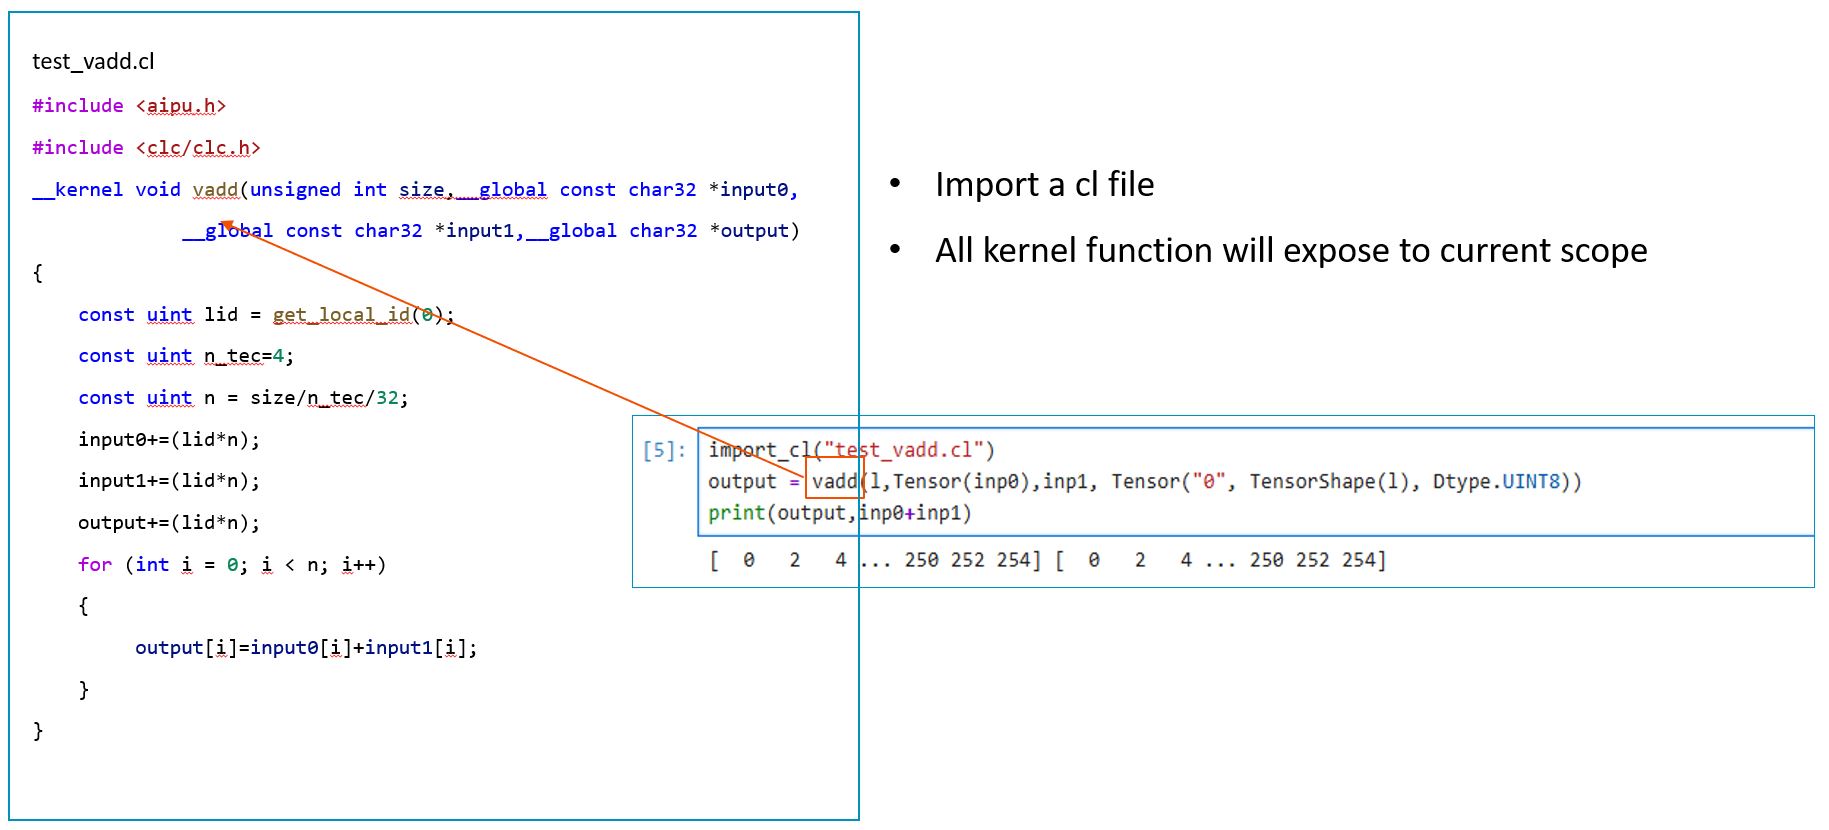 test_vadd.cl
#include <aipu.h>
#include <clc/clc.h>
__kernel void vadd(unsigned int size,__global const char32 *input0,
__global const char32 *input1,__global char32 *output)
{
const uint lid = get_local_id(0);
const uint n_tec=4;
const uint n = size/n_tec/32;
input0+=(lid*n);
input1+=(lid*n);
output+=(lid*n);
for (int i = 0; i < n; i++)
{
output[i]=input0[i]+input1[i];
}
}
• Import a cl file
• All kernel function will expose to current scope
[5]: import_cl("test_vadd.cl")
output = vadd(l,Tensor(inp0),inp1, Tensor("0", TensorShape(l), Dtype.UINT8))
print(output,inp0+inp1)
[ 0 2 4 ... 250 252 254] [ 0 2 4 ... 250 252 254]